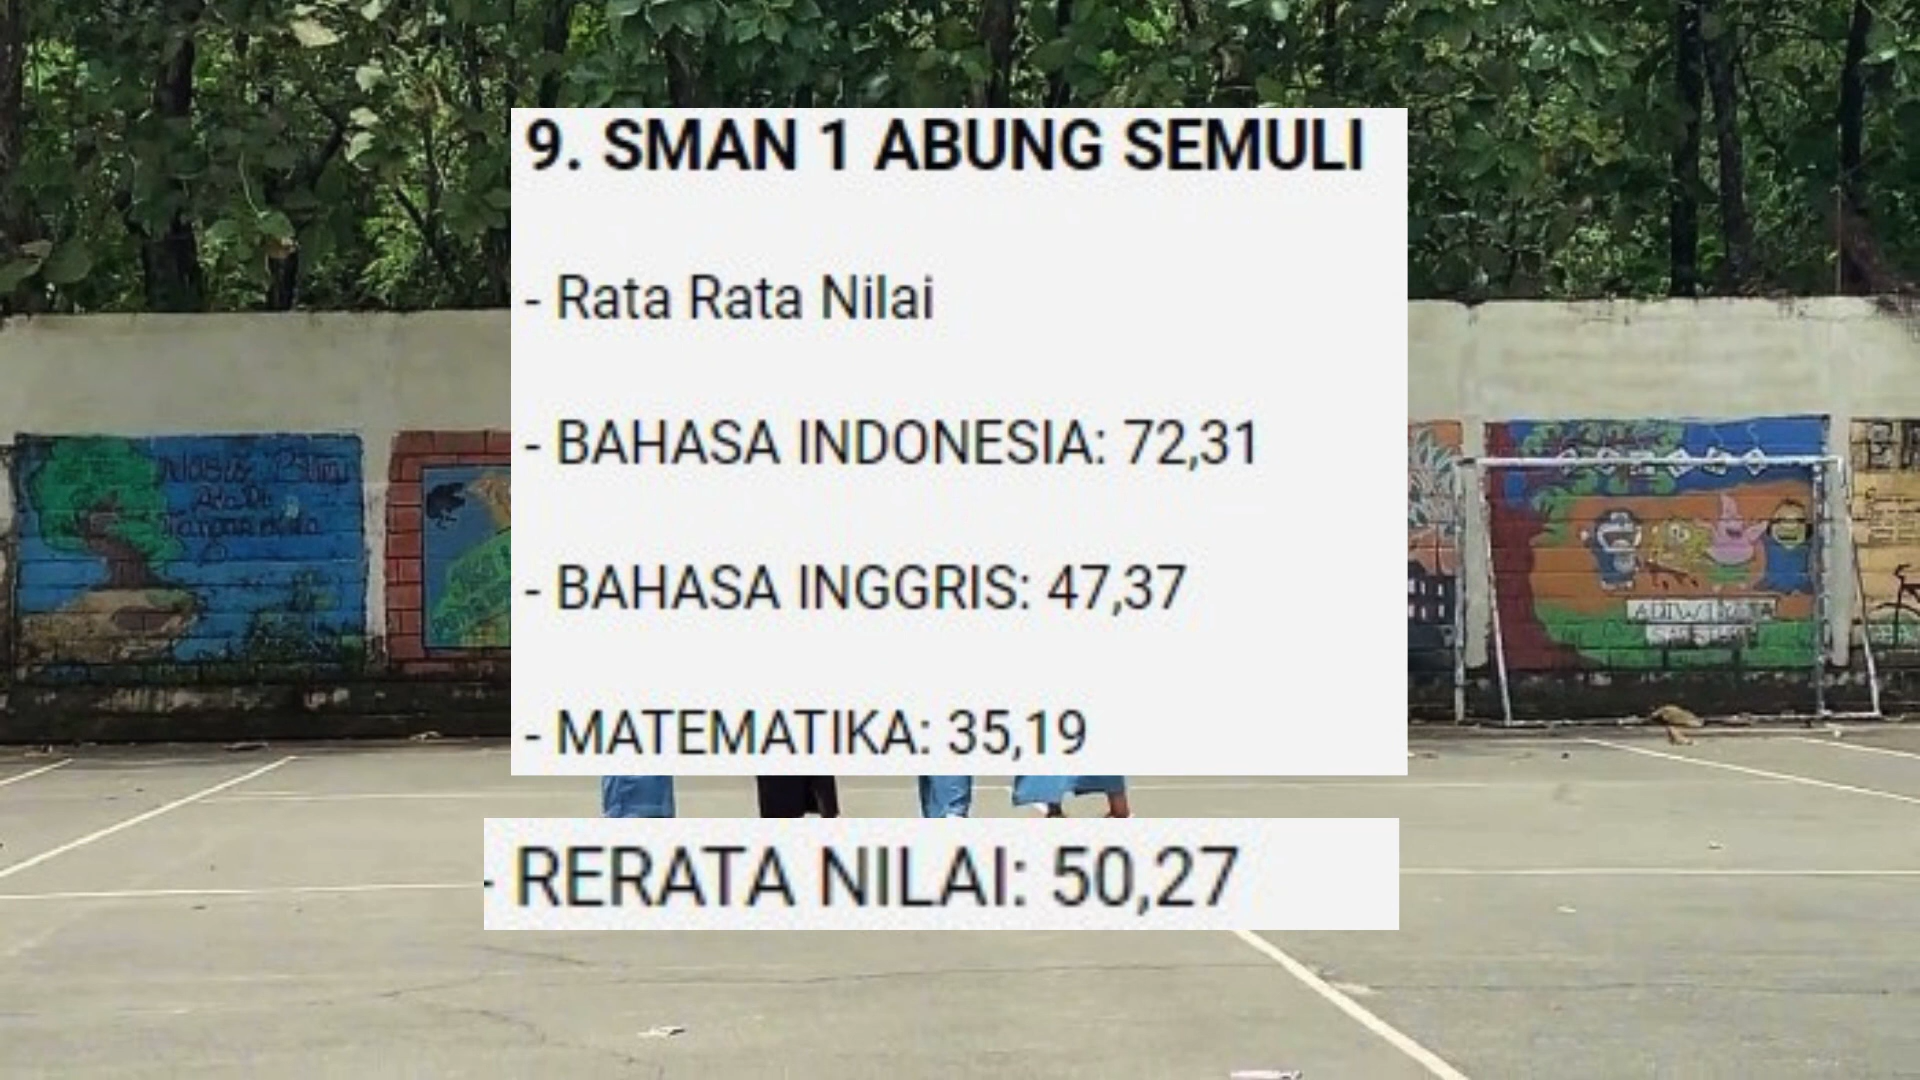 9. SMAN 1 ABUNG SEMULI
- Rata Rata Nilai
- BAHASA INDONESIA: 72,31
- BAHASA INGGRIS: 47,37
- MATEMATIKA: 35,19
- RERATA NILAI: 50,27